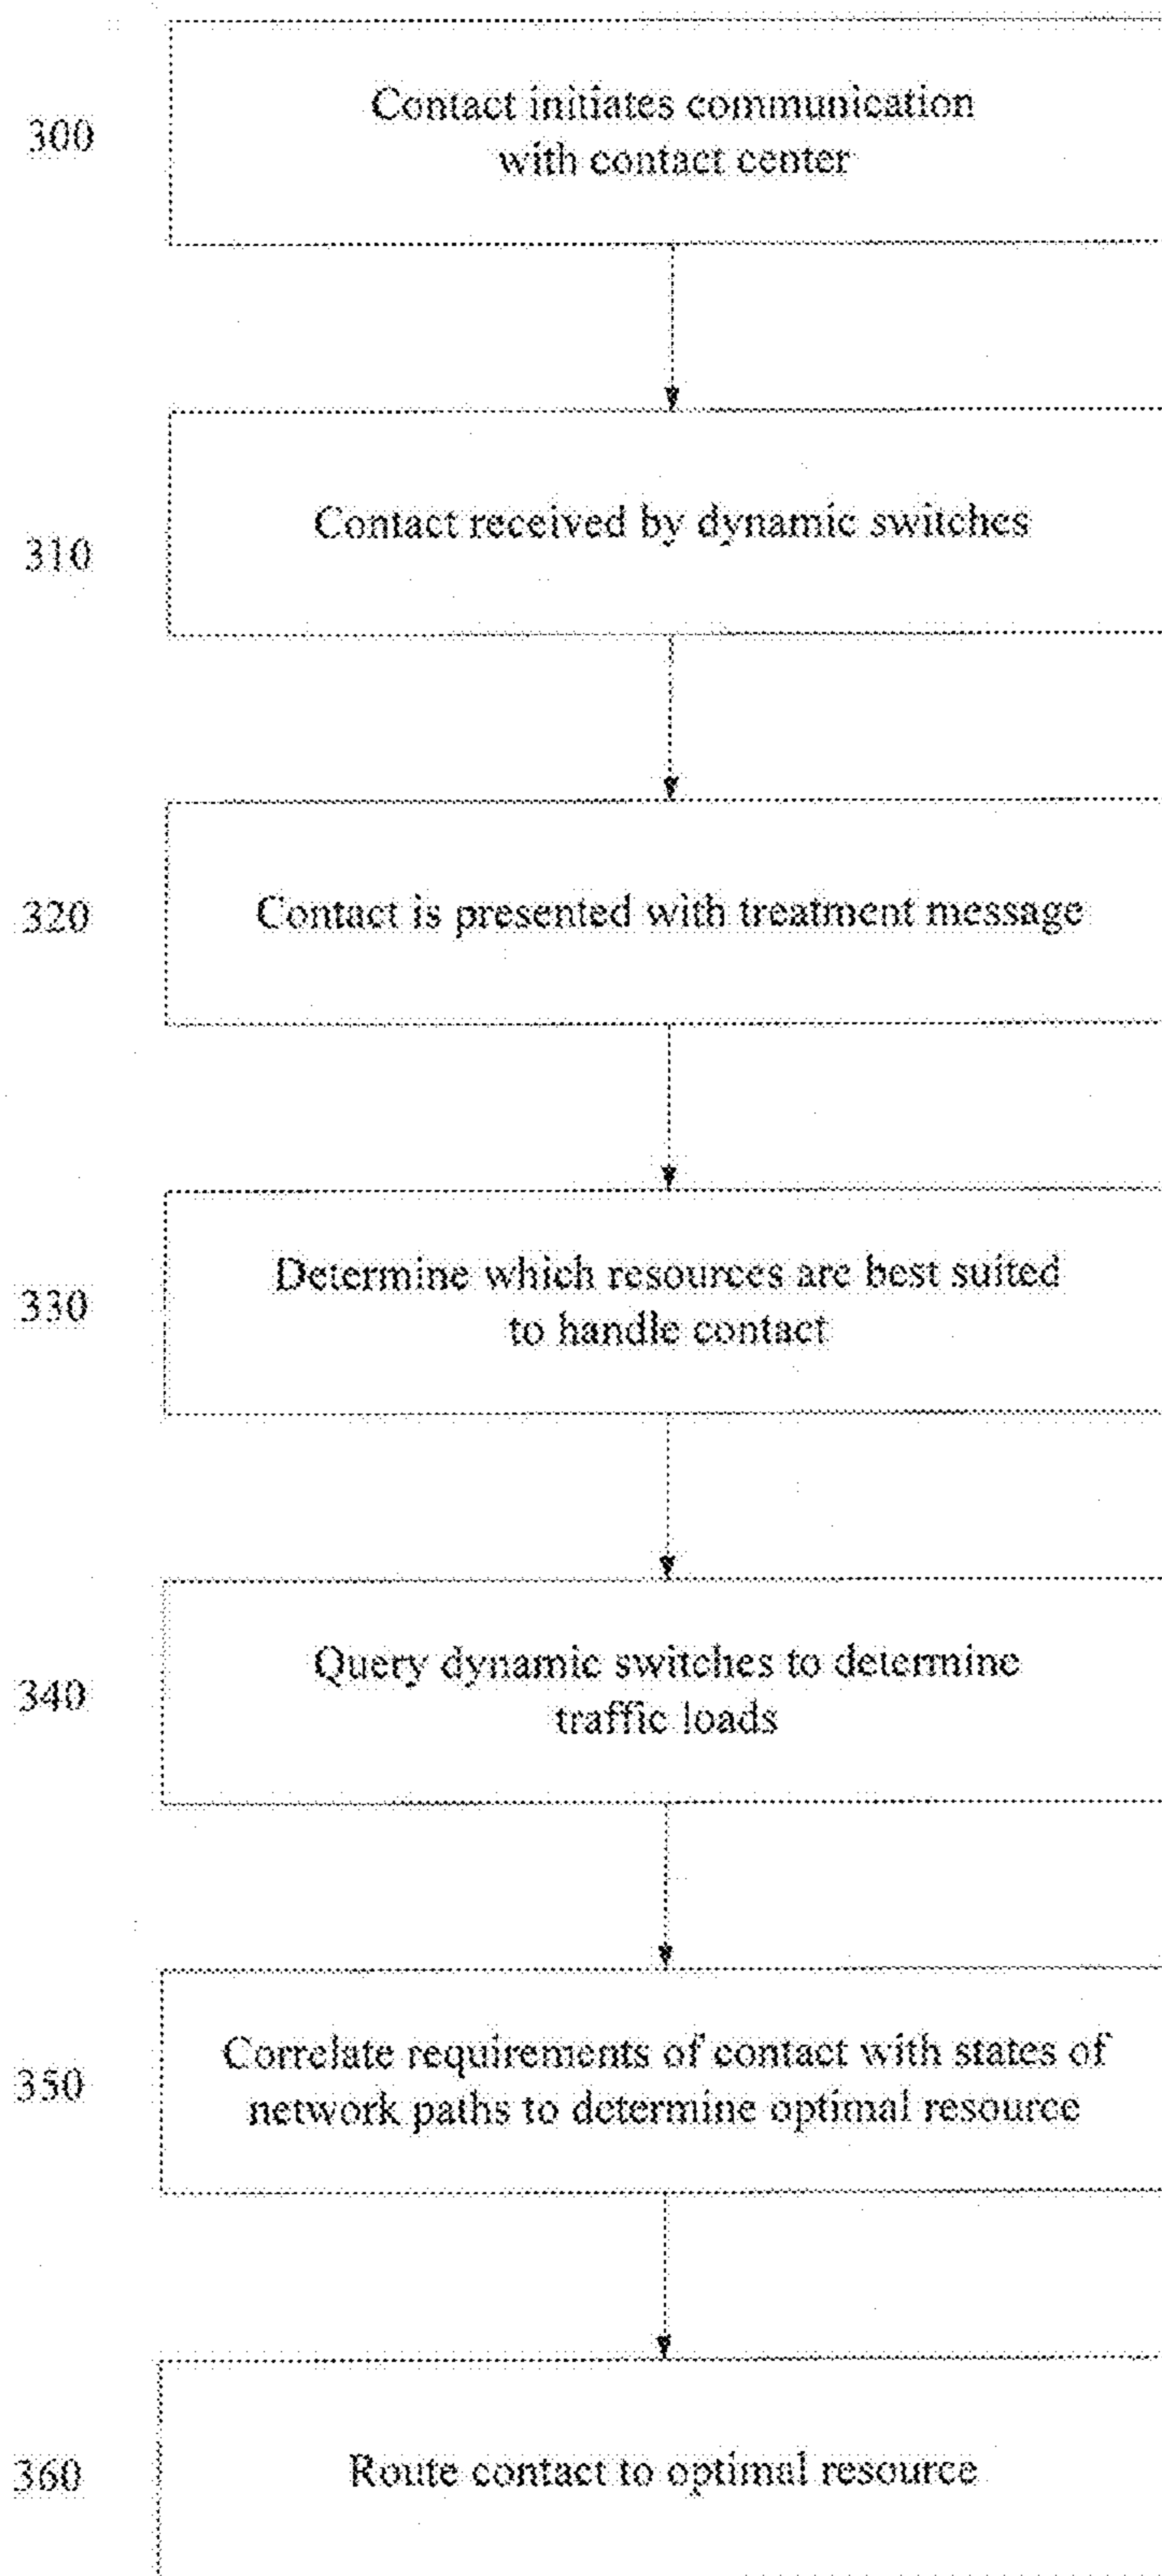 300
Contact initiates communication
with contact center
310
Contact received by dynamic switches
320
Contact is presented with treatment message
330
Determine which resources are best suited
to handle contact
340
Query dynamic switches to determine
traffic loads
350
Correlate requirements of contact with states of
network paths to determine optimal resource
360
Route contact to optimal resource